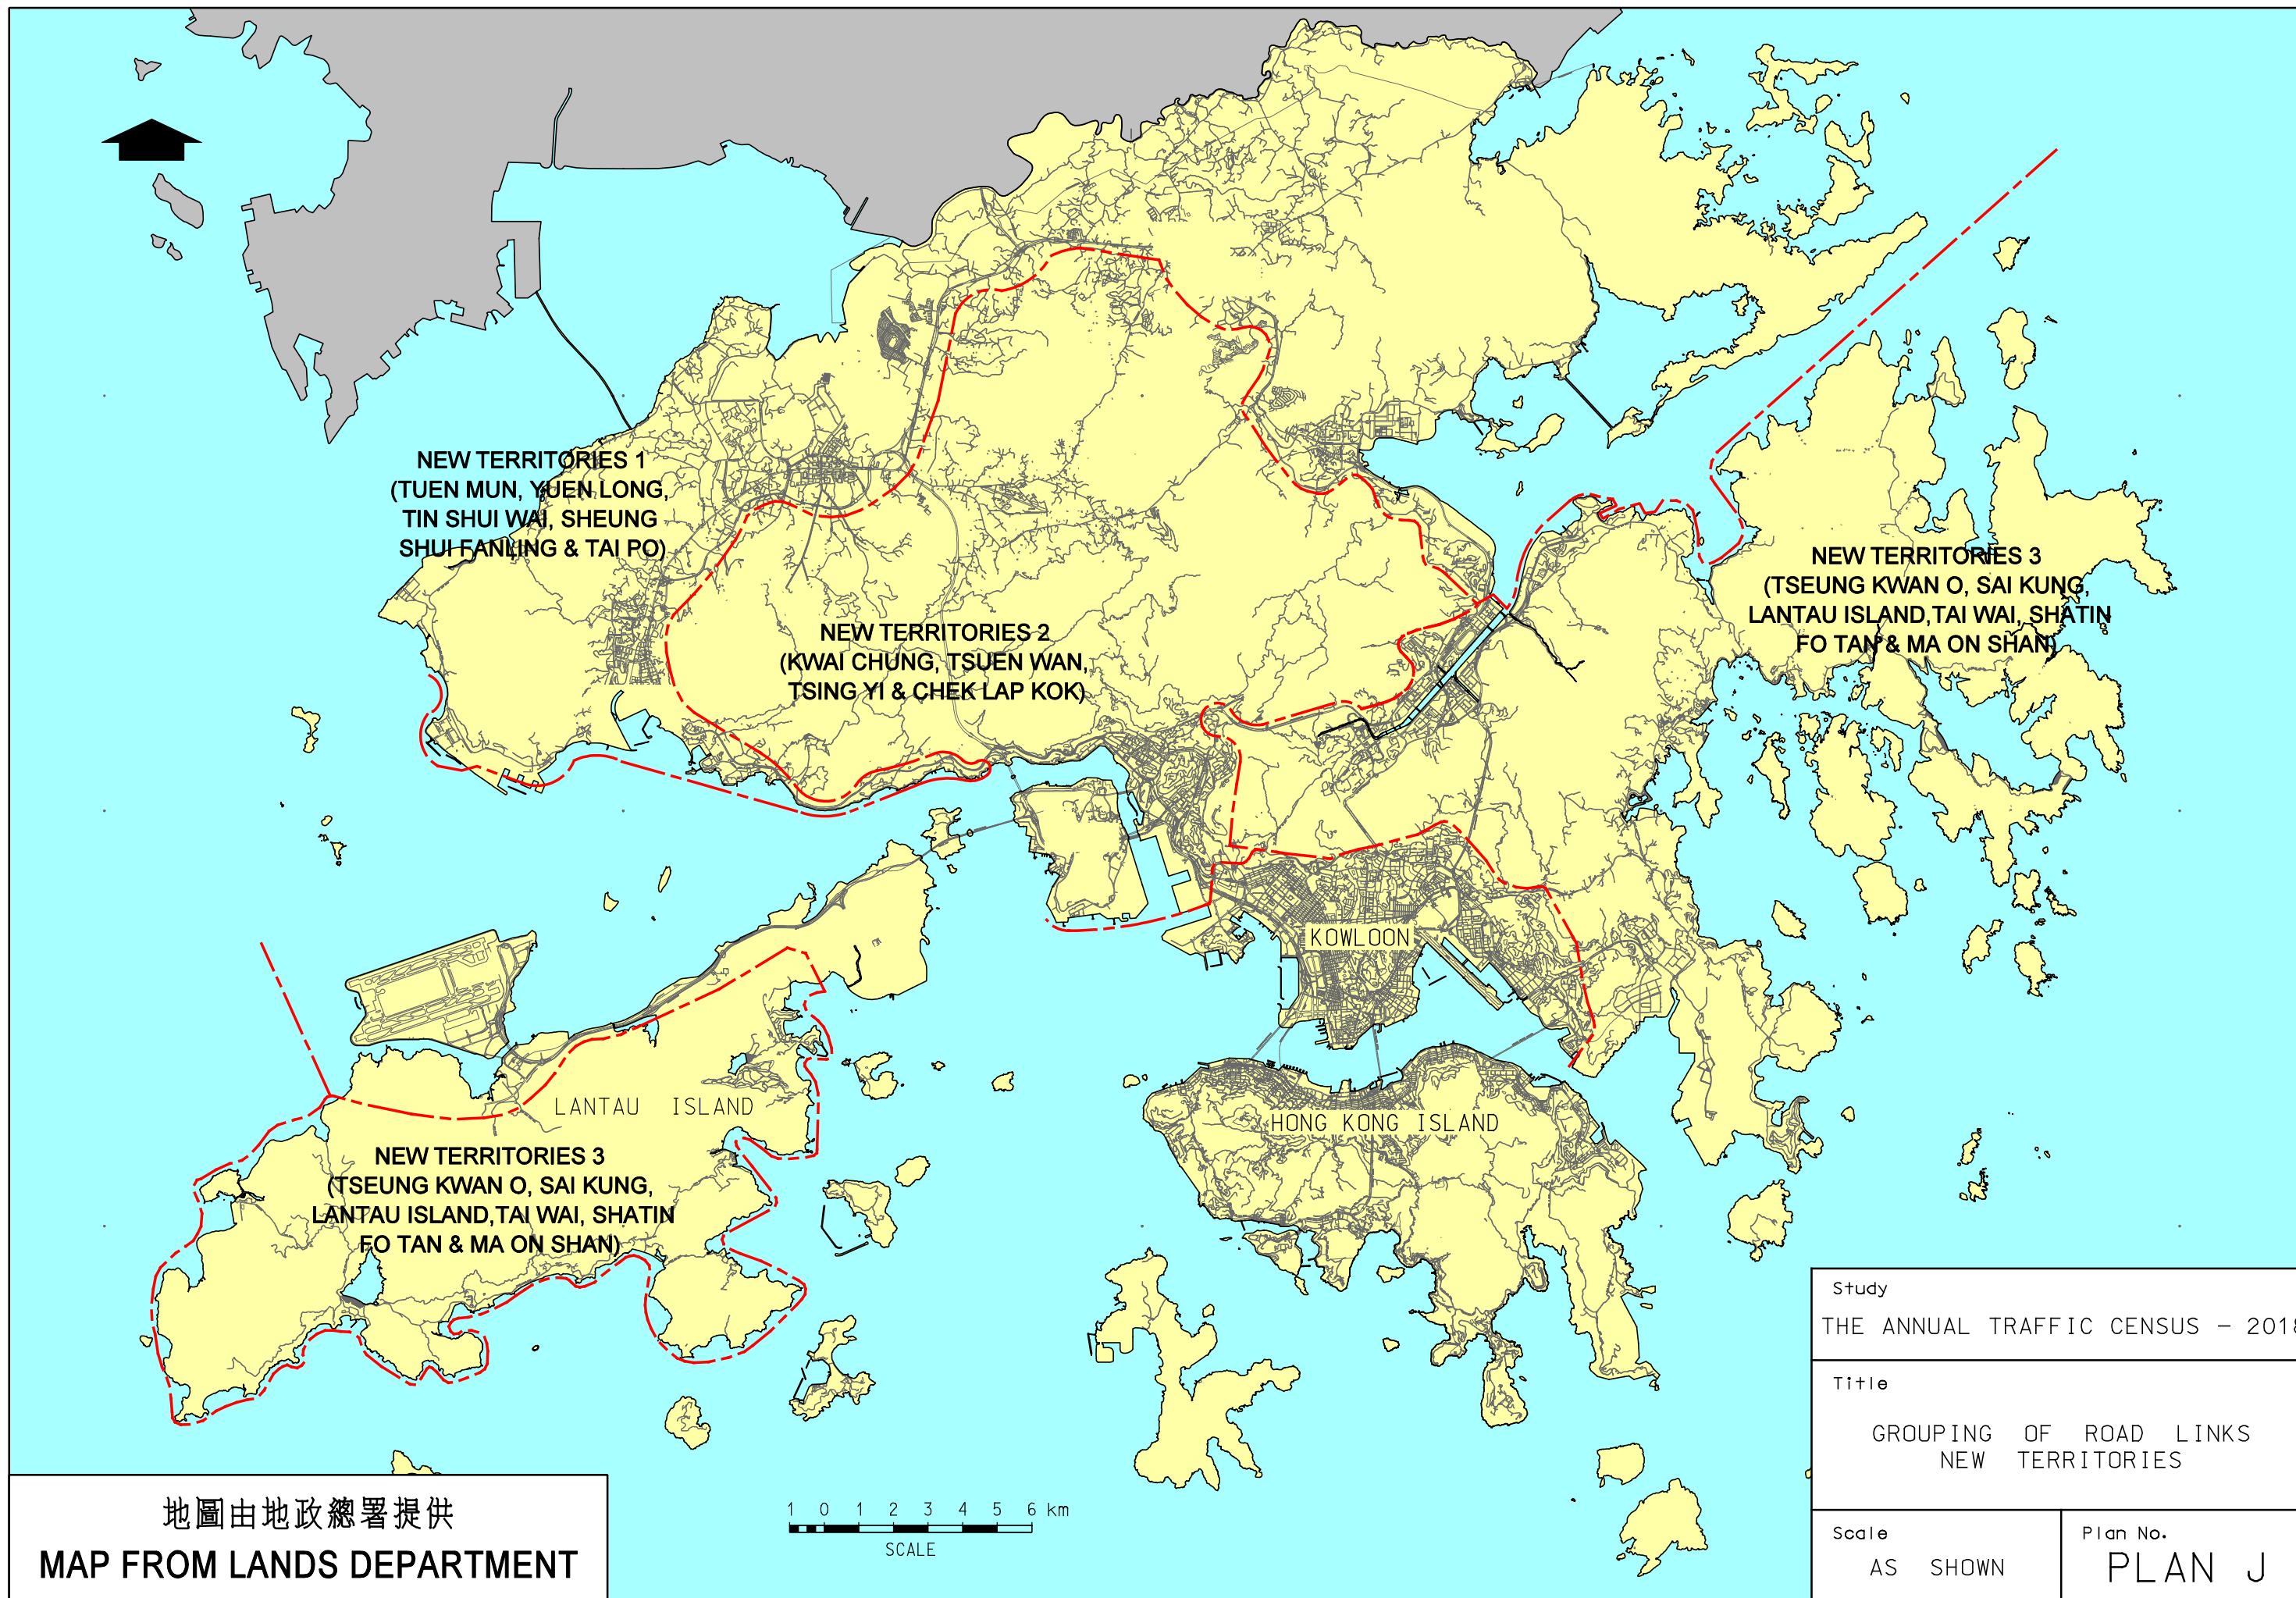 NEW TERRITORIES 1
(TUEN MUN, YUEN LONG,
TIN SHUI WAI, SHEUNG
SHUI FANLING & TAI PO)
NEW TERRITORIES 2
(KWAI CHUNG, TSUEN WAN,
TSING YI & CHEK LAP KOK)
NEW TERRITORIES 3
(TSEUNG KWAN O, SAI KUNG,
LANTAU ISLAND,TAI WAI, SHATIN
FO TAN & MA ON SHAN)
KOWLOON
LANTAU ISLAND
HONG KONG ISLAND
NEW TERRITORIES 3
(TSEUNG KWAN O, SAI KUNG,
LANTAU ISLAND,TAI WAI, SHATIN
FO TAN & MA ON SHAN)
地圖由地政總署提供
MAP FROM LANDS DEPARTMENT
1 0 1 2 3 4 5 6 km
SCALE
Study
THE ANNUAL TRAFFIC CENSUS - 2018
Title
GROUPING OF ROAD LINKS
NEW TERRITORIES
Scale
AS SHOWN
Plan No.
PLAN J